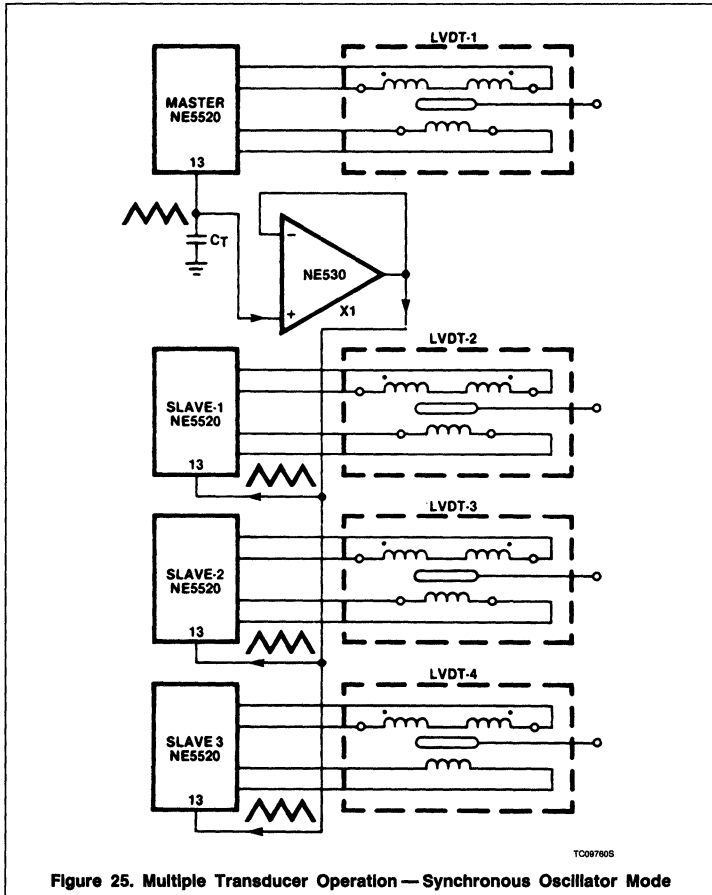 LVDT-1
MASTER
NE5520
13
CT
−
NE530
+
X1
LVDT-2
SLAVE-1
NE5520
13
LVDT-3
SLAVE-2
NE5520
13
LVDT-4
SLAVE 3
NE5520
13
TC09760S
Figure 25. Multiple Transducer Operation — Synchronous Oscillator Mode